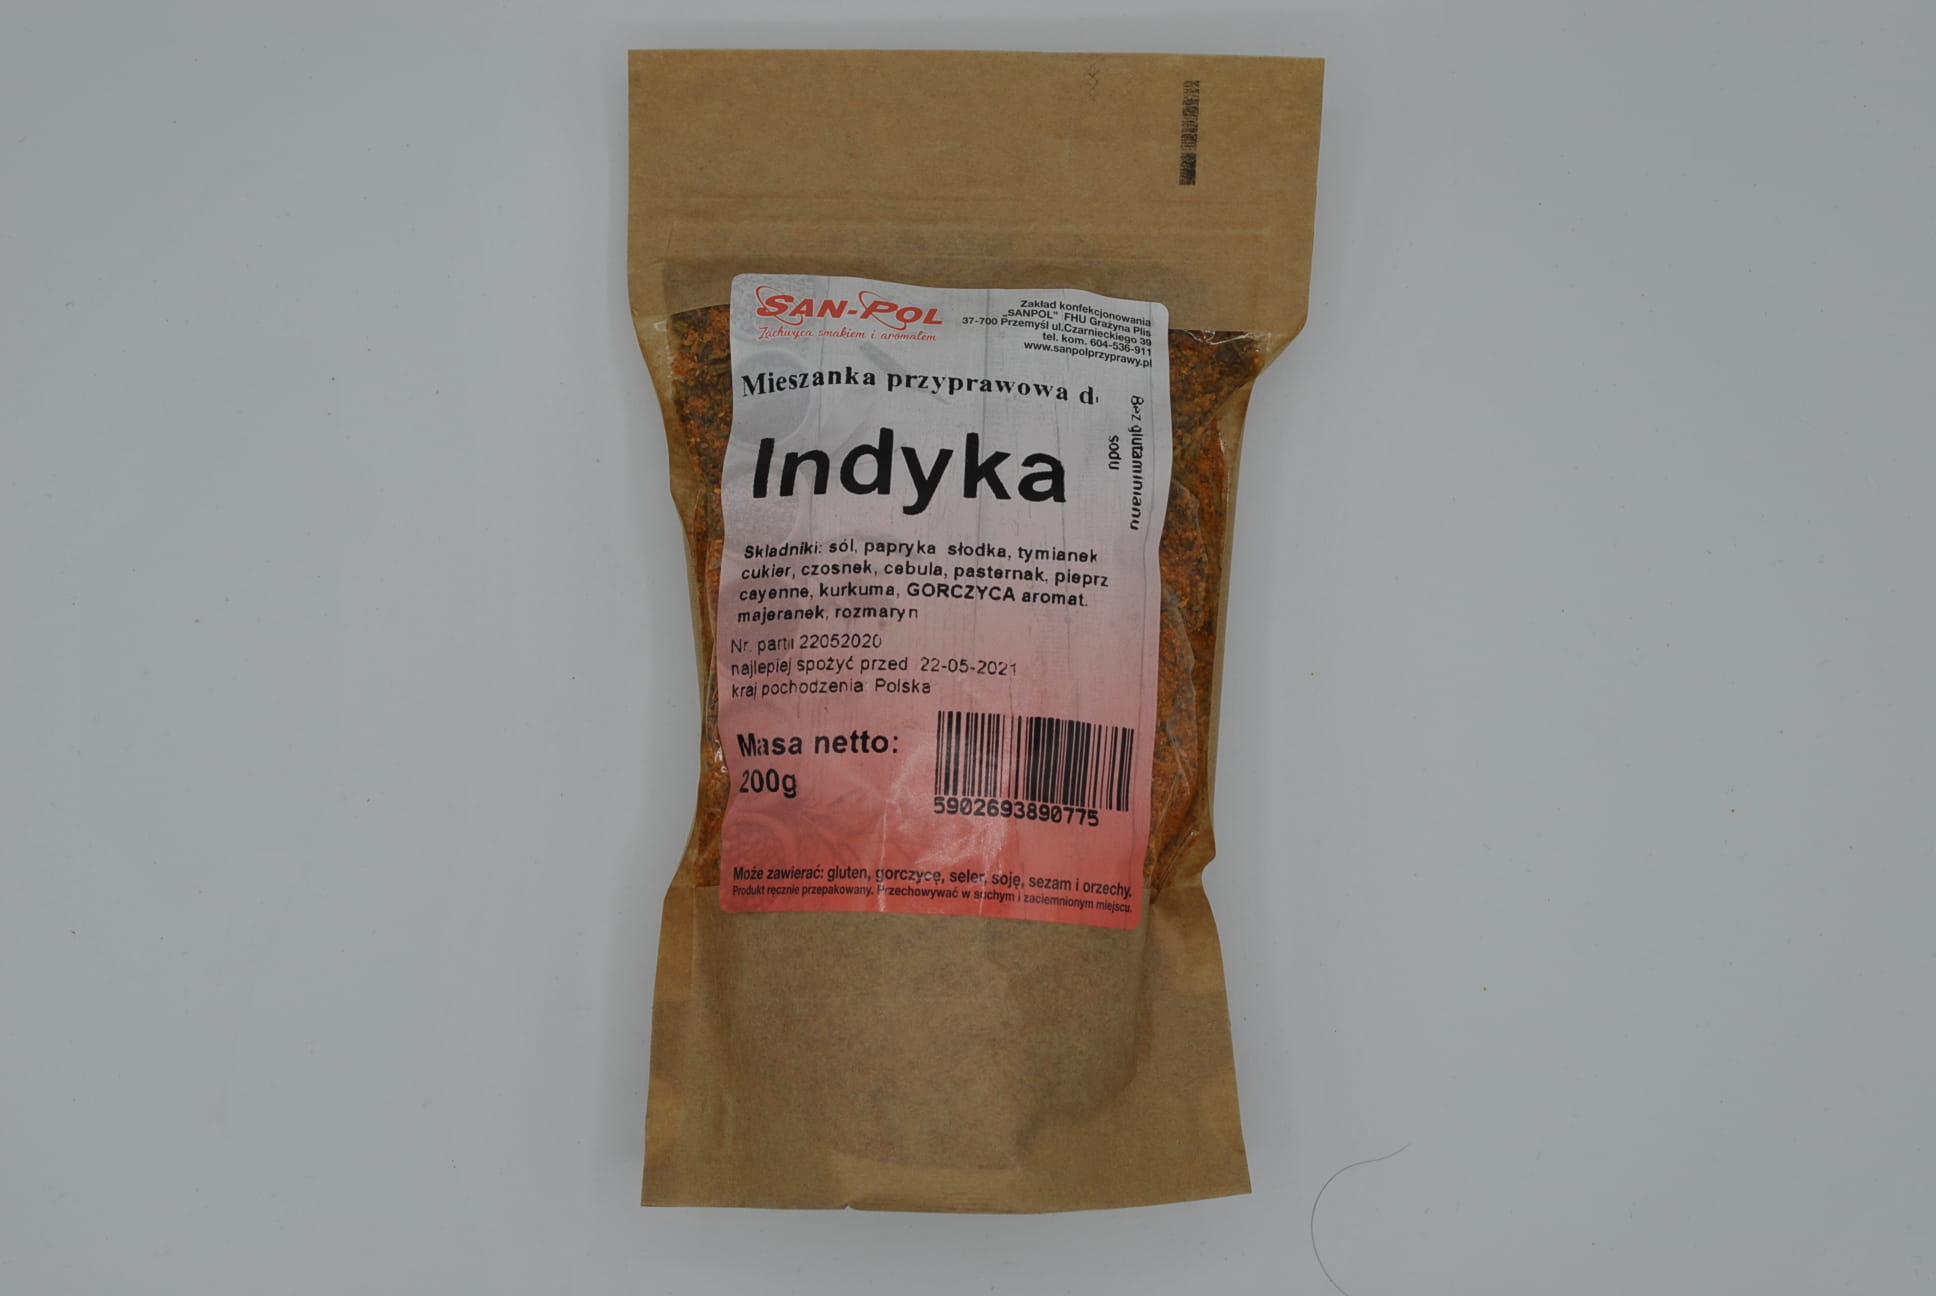 SAN-POL
Zachwyca smakiem i aromatem
Zakład konfekcjonowania
„SANPOL" FHU Grażyna Plis
37-700 Przemyśl ul.Czarnieckiego 39
tel. kom. 604-536-911
www.sanpolprzyprawy.pl
Mieszanka przyprawowa d
Indyka
Bez glutaminianu
sodu
Skladniki: sól, papryka słodka, tymianek
cukier, czosnek, cebula, pasternak, pieprz
cayenne, kurkuma, GORCZYCA aromat.
majeranek, rozmaryn
Nr. partii 22052020
najlepiej spożyć przed 22-05-2021
kraj pochodzenia: Polska
Masa netto:
200g
5902693890775
Może zawierać: gluten, gorczycę, seler, soję, sezam i orzechy.
Produkt ręcznie przepakowany. Przechowywać w suchym i zaciemnionym miejscu.